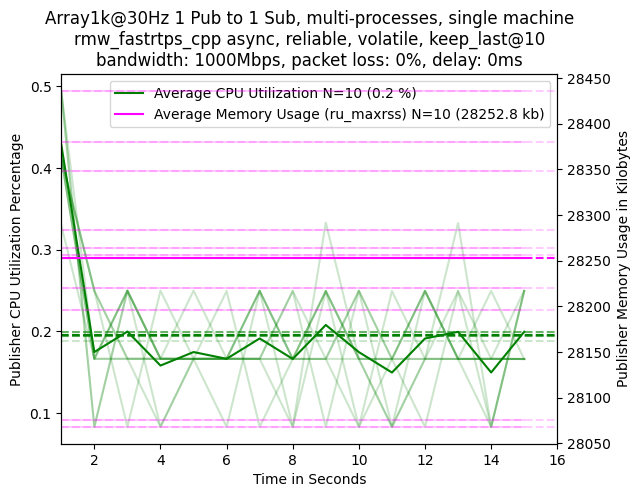 Array1k@30Hz 1 Pub to 1 Sub, multi-processes, single machine
rmw_fastrtps_cpp async, reliable, volatile, keep_last@10
bandwidth: 1000Mbps, packet loss: 0%, delay: 0ms
Average CPU Utilization N=10 (0.2 %)
Average Memory Usage (ru_maxrss) N=10 (28252.8 kb)
Publisher CPU Utilization Percentage
0.5
0.4
0.3
0.2
0.1
28450
28400
28350
28300
28250
28200
28150
28100
28050
Publisher Memory Usage in Kilobytes
2 4 6 8 10 12 14 16
Time in Seconds